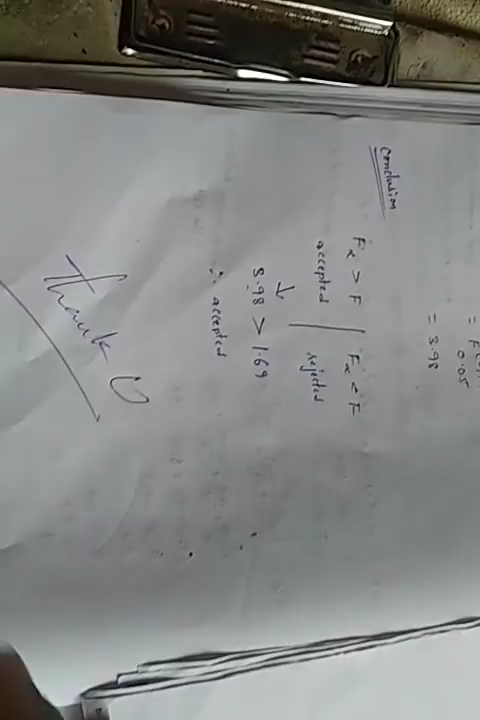 0.05
= 3.98
Conclusion
Fα > F | Fα < F
accepted | rejected
↓
3.98 > 1.69
∴ accepted
Thank U